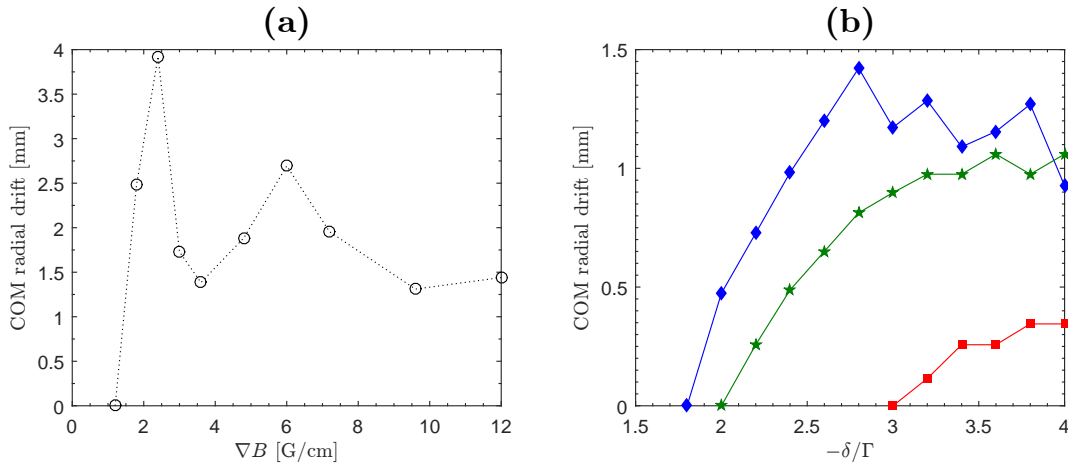 (a)
COM radial drift [mm]
4
3.5
3
2.5
2
1.5
1
0.5
0
0 2 4 6 8 10 12
∇B [G/cm]
(b)
COM radial drift [mm]
1.5
1
0.5
0
1.5 2 2.5 3 3.5 4
−δ/Γ